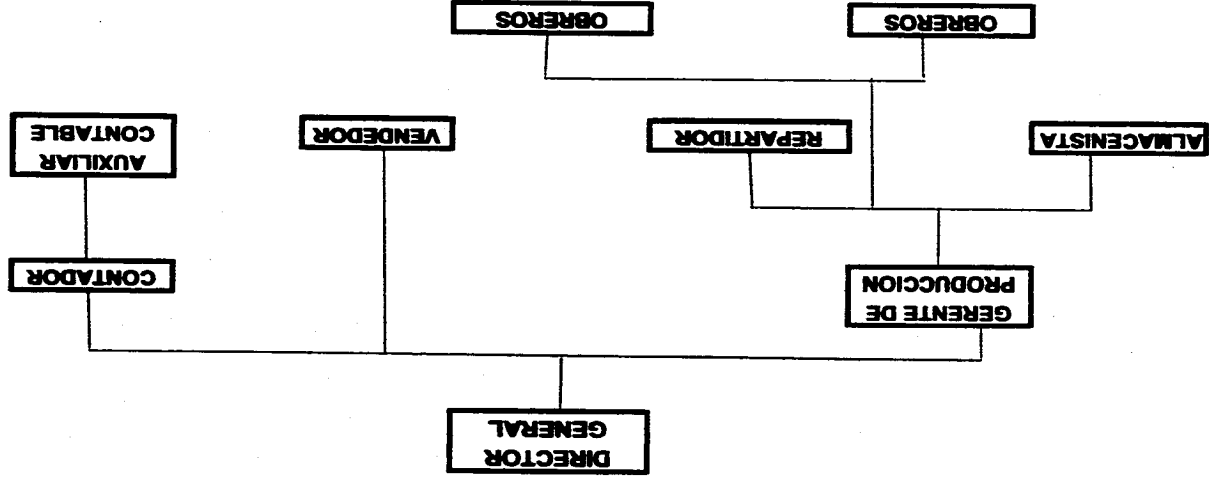 DIRECTOR
GENERAL
GERENTE DE
PRODUCCION
CONTADOR
ALMACENISTA
REPARTIDOR
VENDEDOR
AUXILIAR
CONTABLE
OBREROS
OBREROS